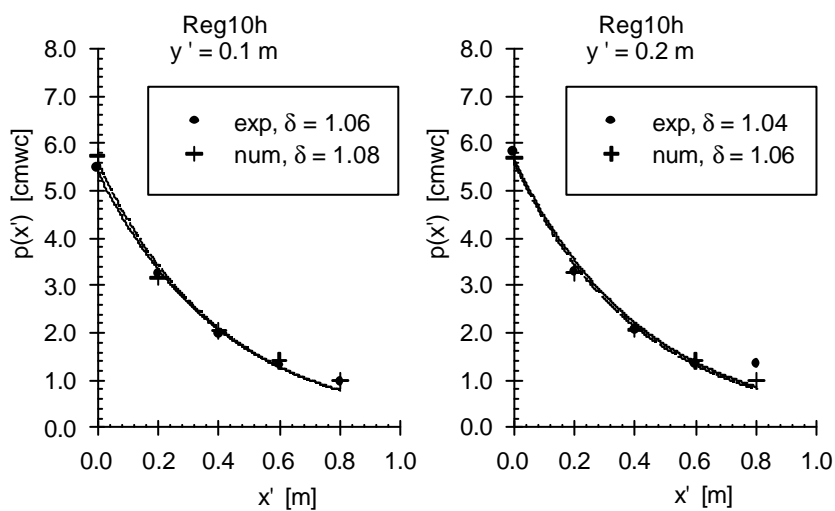 Reg10h
y ' = 0.1 m
8.0
7.0
6.0
5.0
4.0
3.0
2.0
1.0
0.0
p(x') [cmwc]
exp, δ = 1.06
num, δ = 1.08
0.0 0.2 0.4 0.6 0.8 1.0
x' [m]
Reg10h
y ' = 0.2 m
8.0
7.0
6.0
5.0
4.0
3.0
2.0
1.0
0.0
p(x') [cmwc]
exp, δ = 1.04
num, δ = 1.06
0.0 0.2 0.4 0.6 0.8 1.0
x' [m]